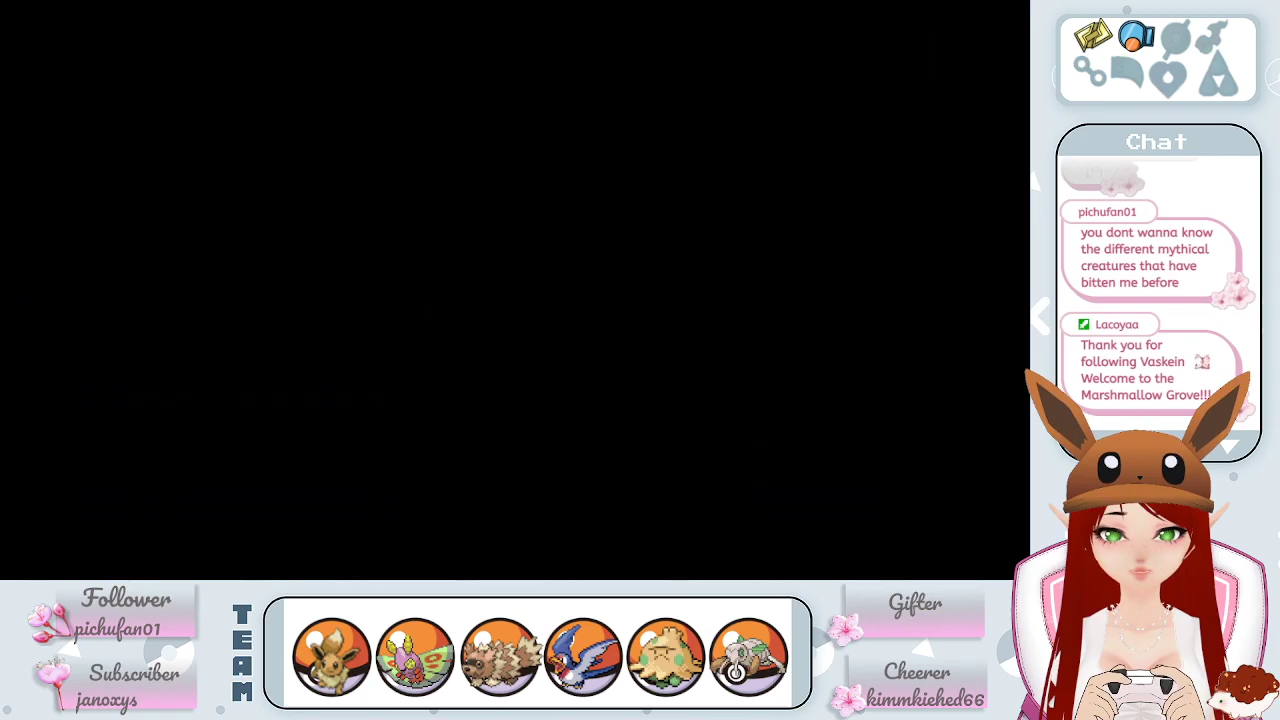 Chat
pichufan01
you dont wanna know
the different mythical
creatures that have
bitten me before
Lacoyaa
Thank you for
following Vaskein
Welcome to the
Marshmallow Grove!!!
Follower
pichufan01
Subscriber
janoxys
TEAM
Gifter
Cheerer
kimmkiehed66